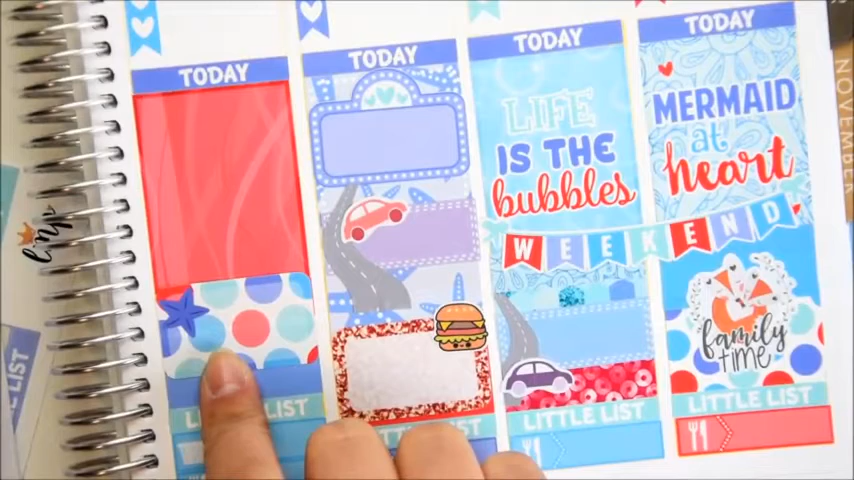 TODAY
TODAY
TODAY
TODAY
LIFE
IS THE
bubbles
MERMAID
at
heart
WEEKEND
family
time
LITTLE LIST
LITTLE LIST
NOVEMBER
LIST